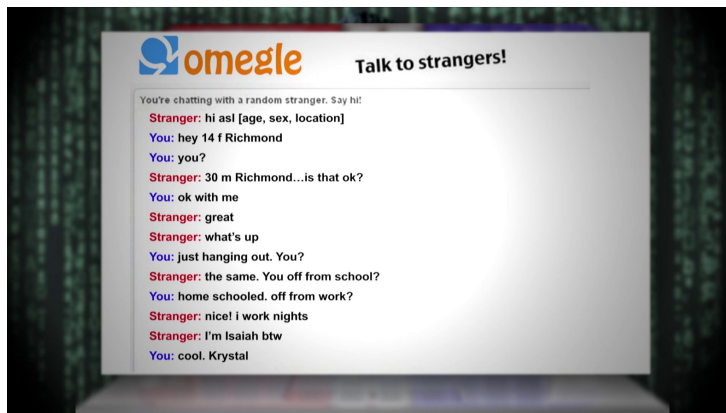 omegle
Talk to strangers!
You're chatting with a random stranger. Say hi!
Stranger: hi asl [age, sex, location]
You: hey 14 f Richmond
You: you?
Stranger: 30 m Richmond...is that ok?
You: ok with me
Stranger: great
Stranger: what's up
You: just hanging out. You?
Stranger: the same. You off from school?
You: home schooled. off from work?
Stranger: nice! i work nights
Stranger: I'm Isaiah btw
You: cool. Krystal